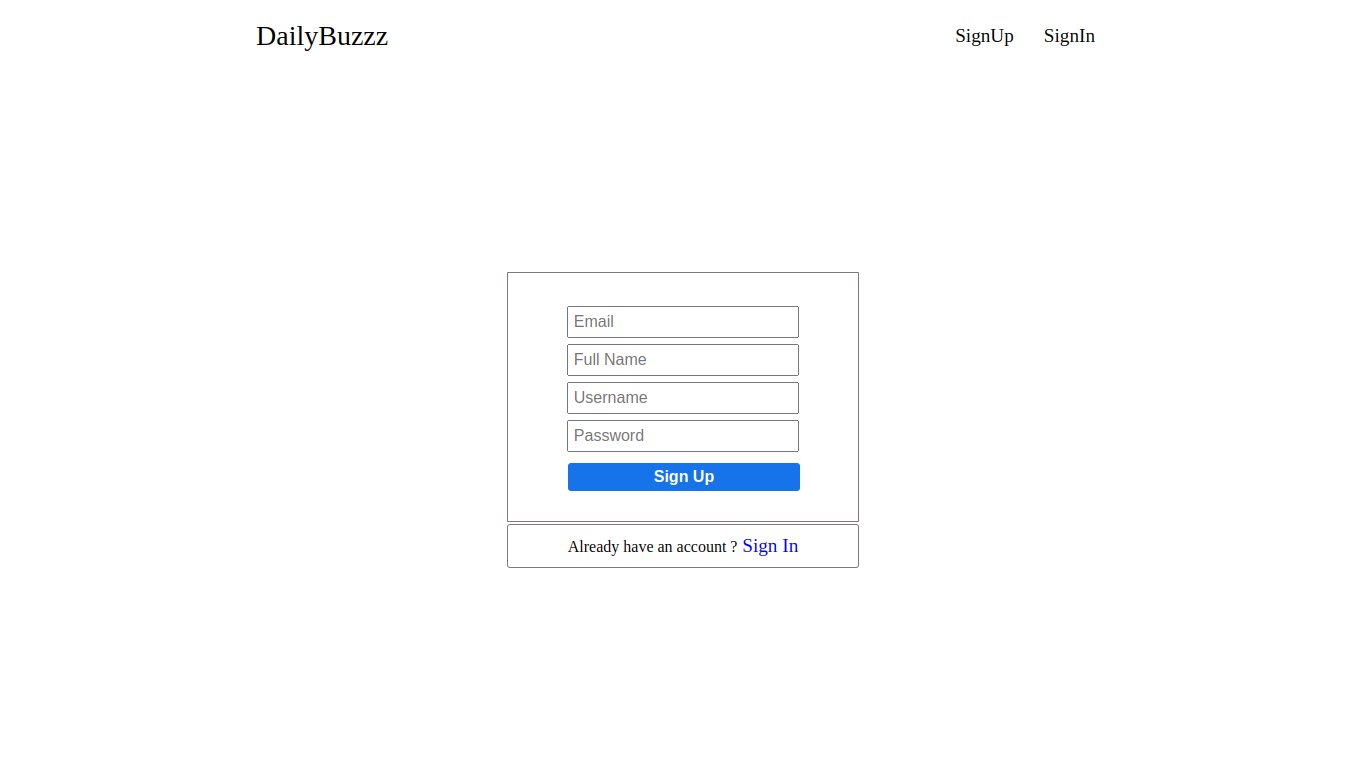 DailyBuzzz SignUp SignIn
Email
Full Name
Username
Password
Sign Up
Already have an account ? Sign In